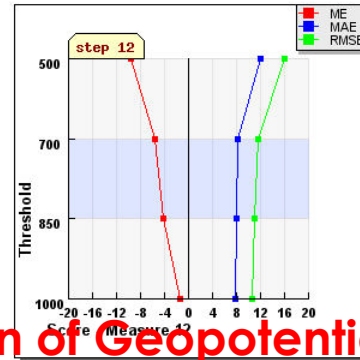 ME
MAE
RMSE
step 12
500
700
850
1000
Threshold
-20 -16 -12 -8 -4 0 4 8 12 16 20
Score / Measure 12
n of Geopotenti